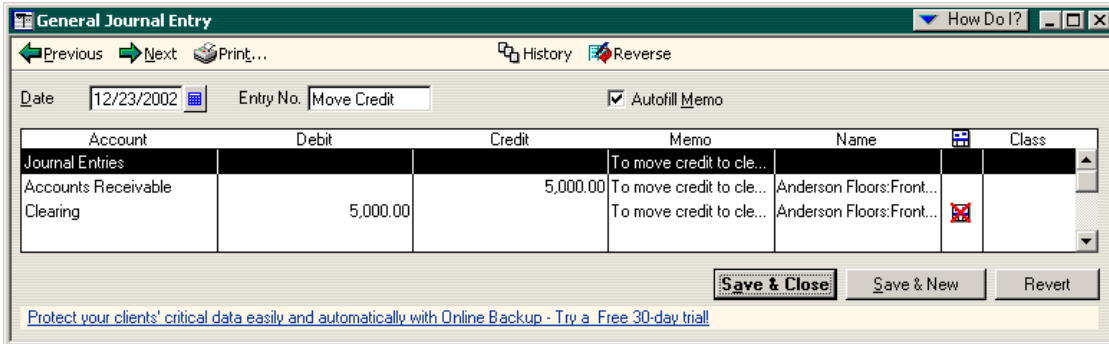 General Journal Entry How Do I?
Previous Next Print... History Reverse
Date 12/23/2002 Entry No. Move Credit Autofill Memo
Account Debit Credit Memo Name Class
Journal Entries To move credit to cle...
Accounts Receivable 5,000.00 To move credit to cle... Anderson Floors:Front...
Clearing 5,000.00 To move credit to cle... Anderson Floors:Front...
Save & Close Save & New Revert
Protect your clients' critical data easily and automatically with Online Backup - Try a Free 30-day trial!